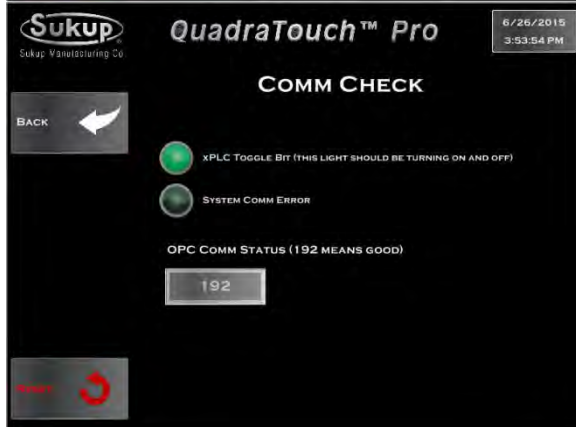 Sukup
Sukup Manufacturing Co.
QuadraTouch™ Pro
6/26/2015
3:53:54 PM
COMM CHECK
BACK
xPLC TOGGLE BIT (THIS LIGHT SHOULD BE TURNING ON AND OFF)
SYSTEM COMM ERROR
OPC COMM STATUS (192 MEANS GOOD)
192